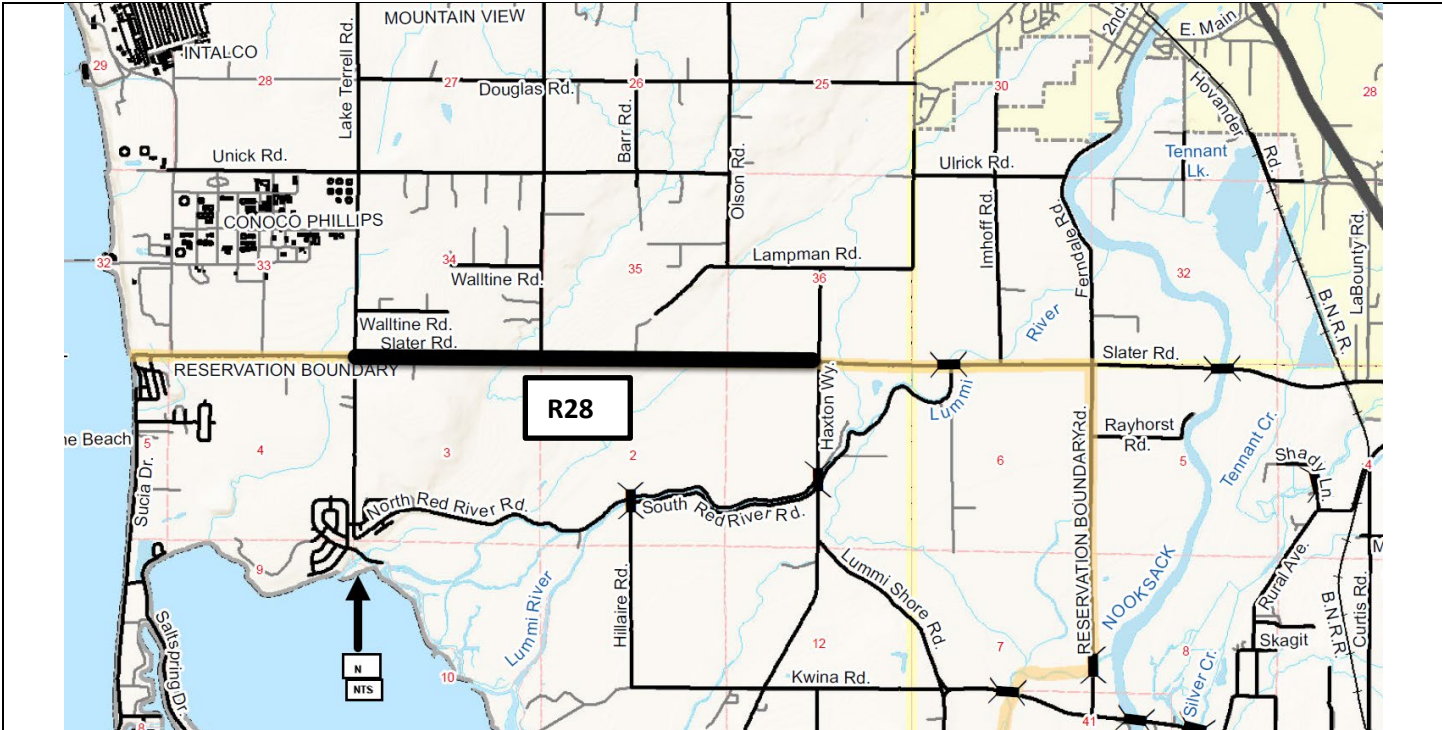 MOUNTAIN VIEW
2nd.
E. Main
INTALCO
Lake Terrell Rd.
29
28
27
26
25
30
28
Douglas Rd.
Barr Rd.
Hovander
Rd
Unick Rd.
Olson Rd.
Ulrick Rd.
Tennant
Lk.
Imhoff Rd.
Ferndale Rd.
CONOCO PHILLIPS
LaBounty Rd.
32
33
34
35
36
32
Walltine Rd.
Lampman Rd.
River
B.N.R.R.
Walltine Rd.
Slater Rd.
Slater Rd.
RESERVATION BOUNDARY
R28
Haxton Wy.
Lummi
RESERVATION BOUNDARY Rd.
Rayhorst
Rd.
Tennant Cr.
ne Beach
5
4
3
2
6
5
4
Shady Ln.
Sucia Dr.
North Red River Rd.
South Red River Rd.
M
9
Lummi River
Hillaire Rd.
Lummi Shore Rd.
NOOKSACK
Rural Ave.
B.N.R.R.
Curtis Rd.
Saltspring Dr.
N
NTS
10
12
7
8
Skagit
Kwina Rd.
Silver Cr.
8
41